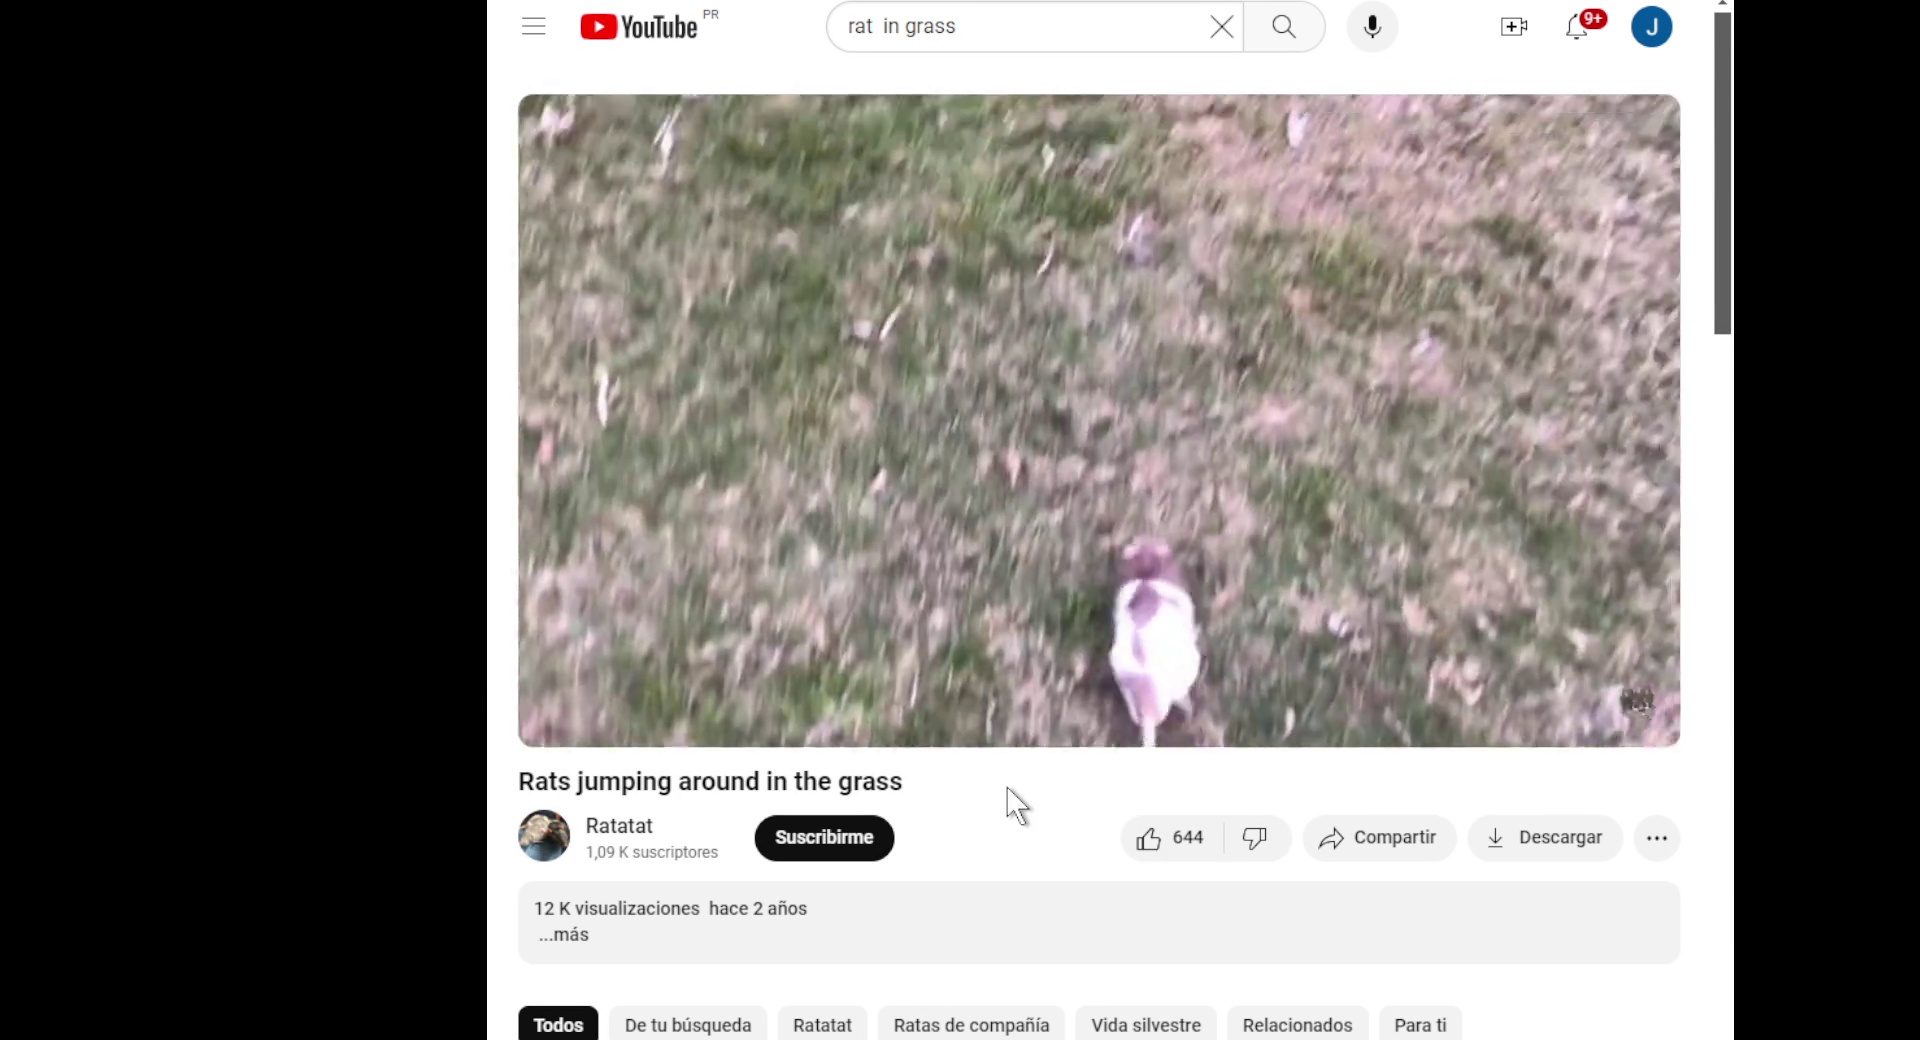 YouTube PR
rat in grass
9+
J
Rats jumping around in the grass
Ratatat
1,09 K suscriptores
Suscribirme
644
Compartir
Descargar
12 K visualizaciones hace 2 años
...más
Todos De tu búsqueda Ratatat Ratas de compañía Vida silvestre Relacionados Para ti